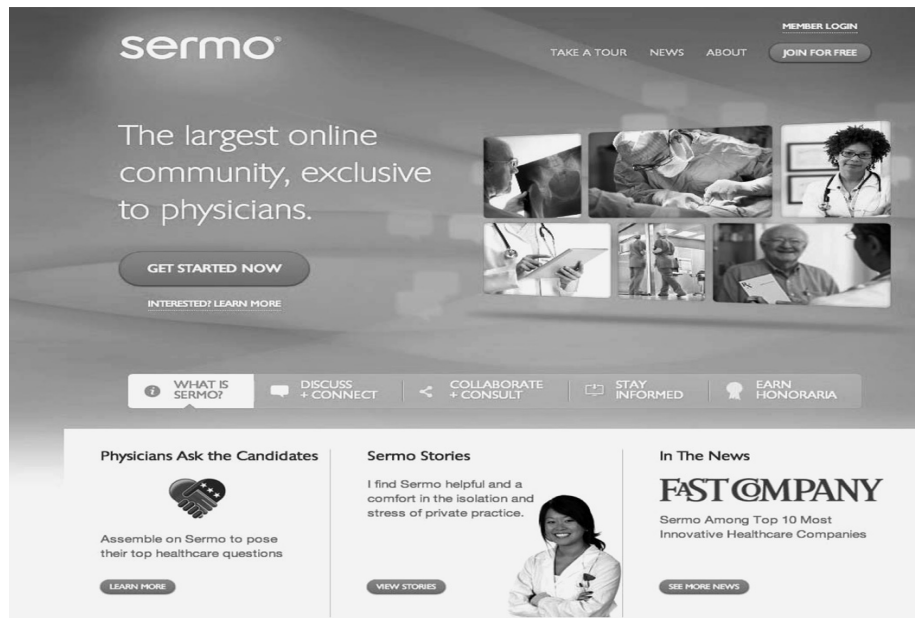 sermo®
MEMBER LOGIN
TAKE A TOUR
NEWS
ABOUT
JOIN FOR FREE
The largest online
community, exclusive
to physicians.
GET STARTED NOW
INTERESTED? LEARN MORE
WHAT IS
SERMO?
DISCUSS
+ CONNECT
COLLABORATE
+ CONSULT
STAY
INFORMED
EARN
HONORARIA
Physicians Ask the Candidates
Assemble on Sermo to pose
their top healthcare questions
LEARN MORE
Sermo Stories
I find Sermo helpful and a
comfort in the isolation and
stress of private practice.
VIEW STORIES
In The News
FAST COMPANY
Sermo Among Top 10 Most
Innovative Healthcare Companies
SEE MORE NEWS